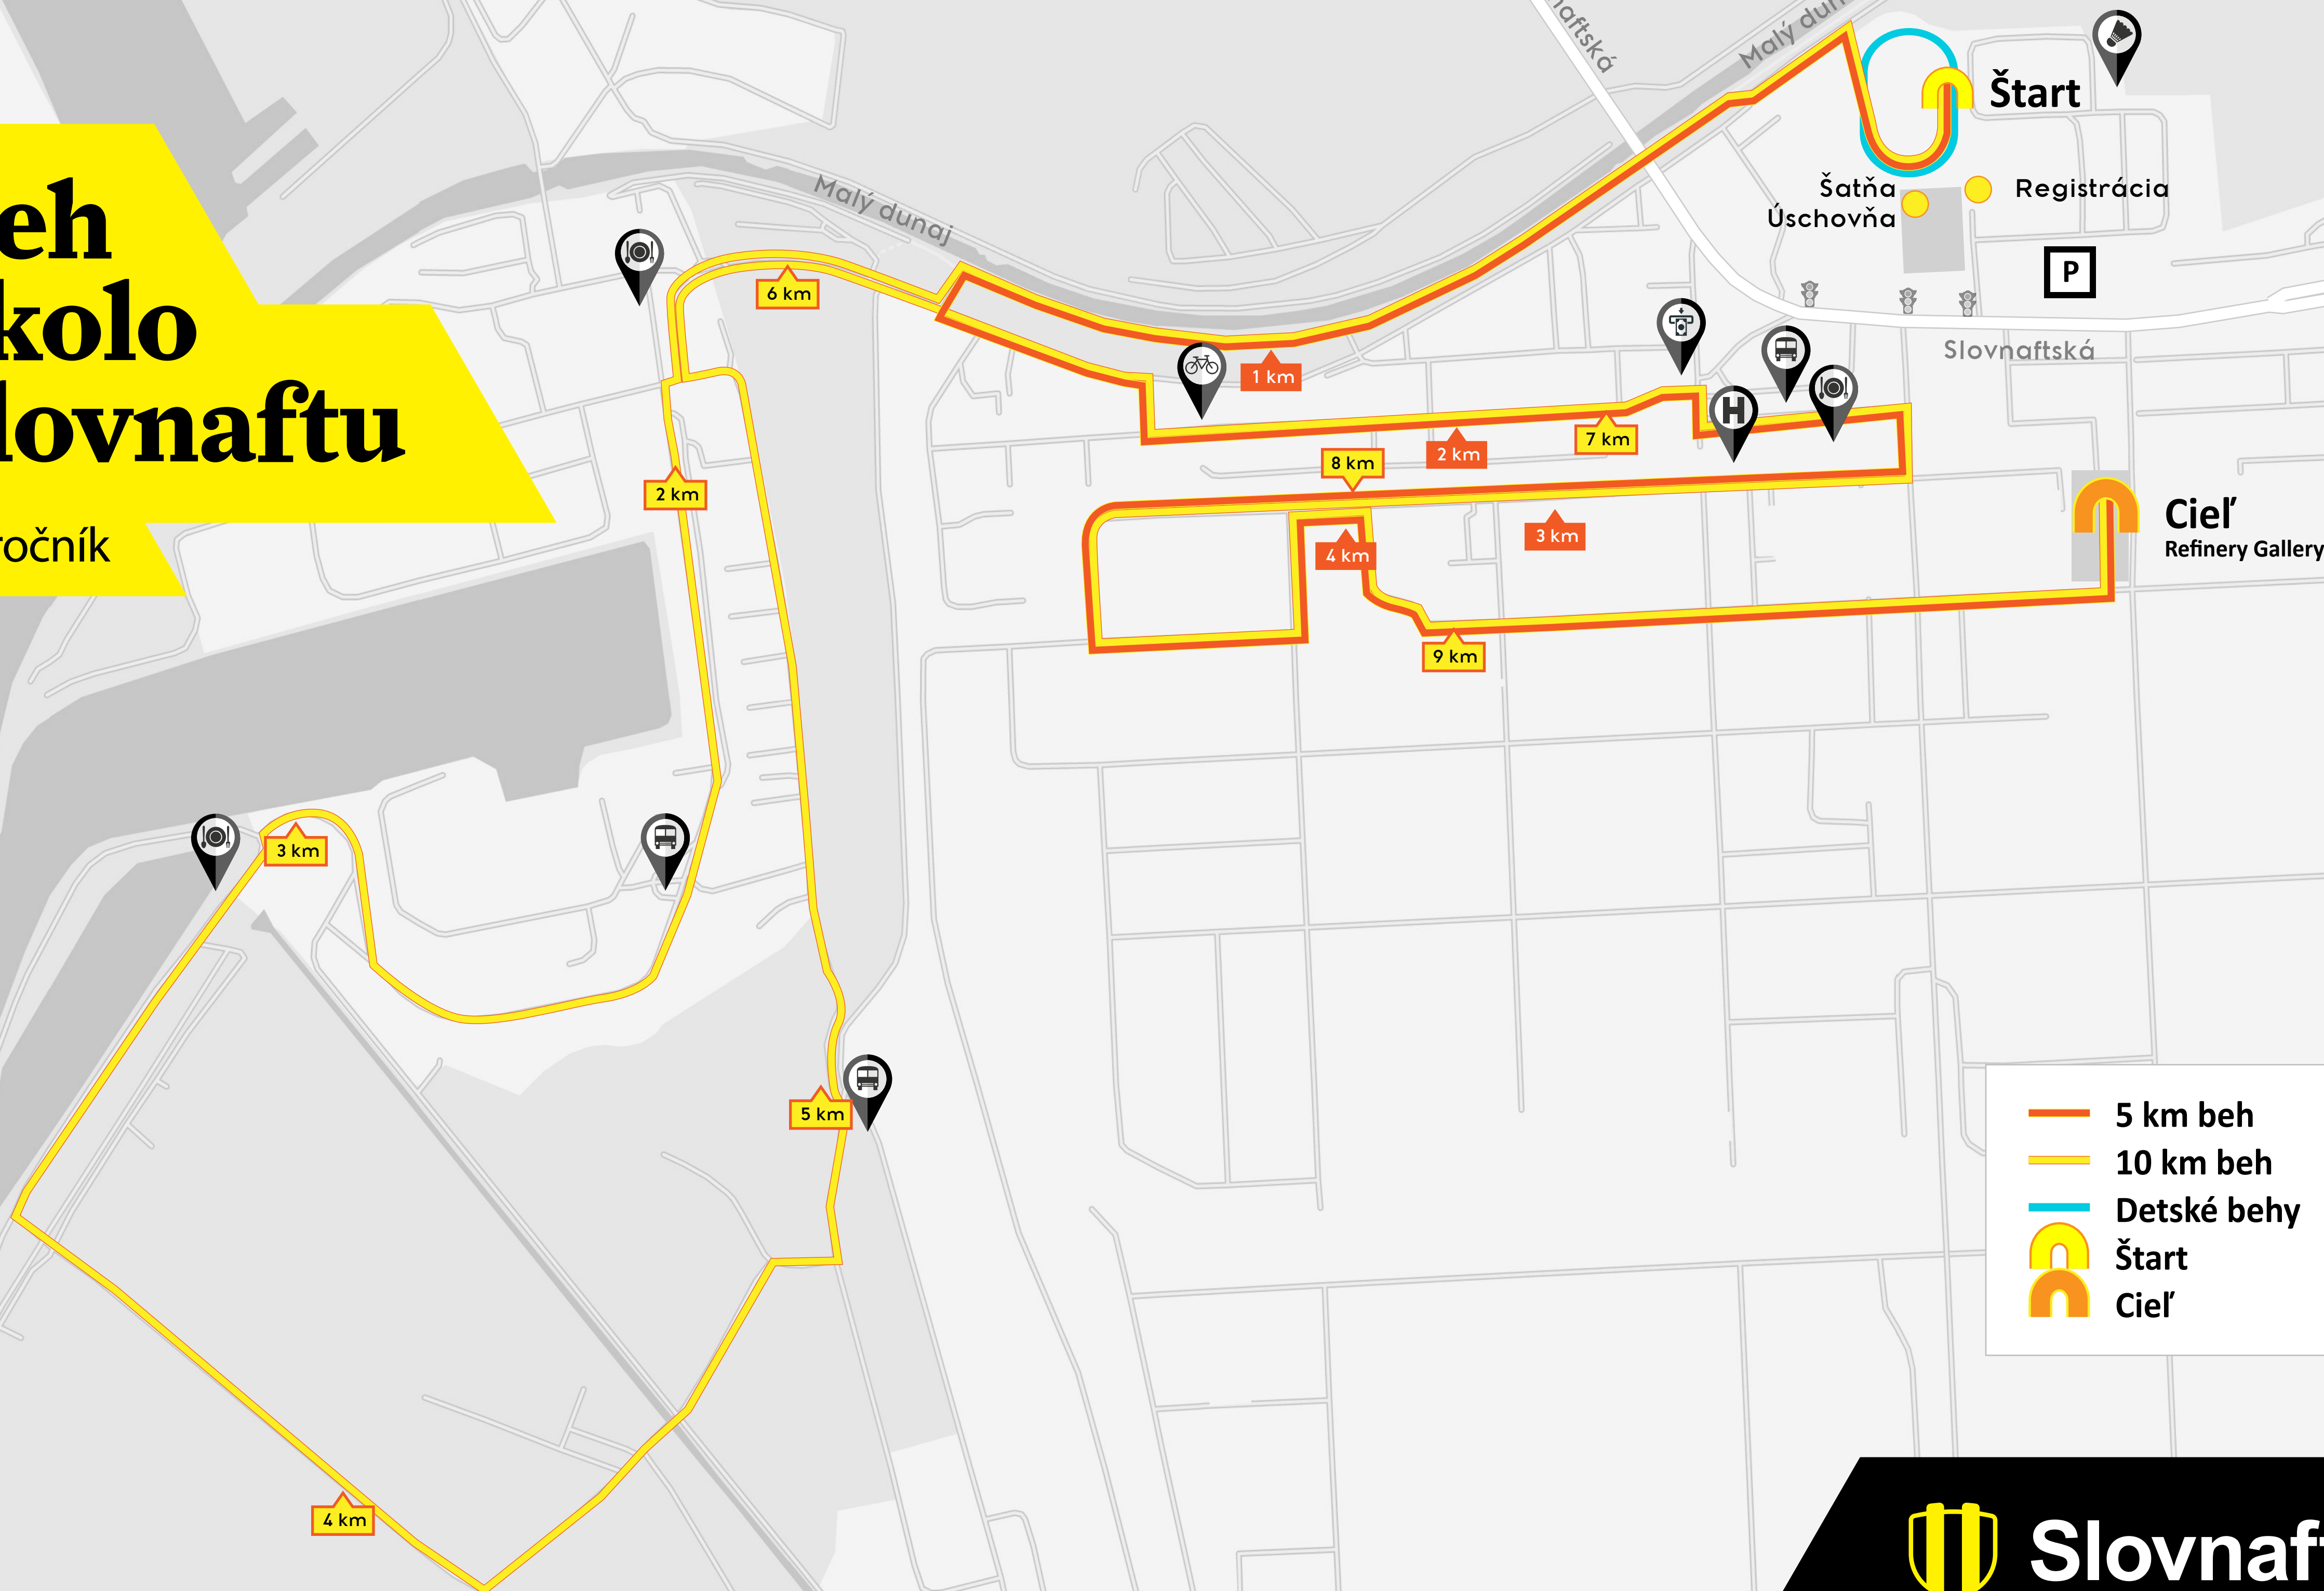 eh
kolo
lovnaftu
ročník
Malý dunaj
Malý dun
naftská
Štart
Šatňa
Úschovňa
Registrácia
P
Slovnaftská
H
6 km
1 km
2 km
7 km
8 km
2 km
3 km
4 km
9 km
Cieľ
Refinery Gallery
3 km
5 km
4 km
5 km beh
10 km beh
Detské behy
Štart
Cieľ
Slovnaft